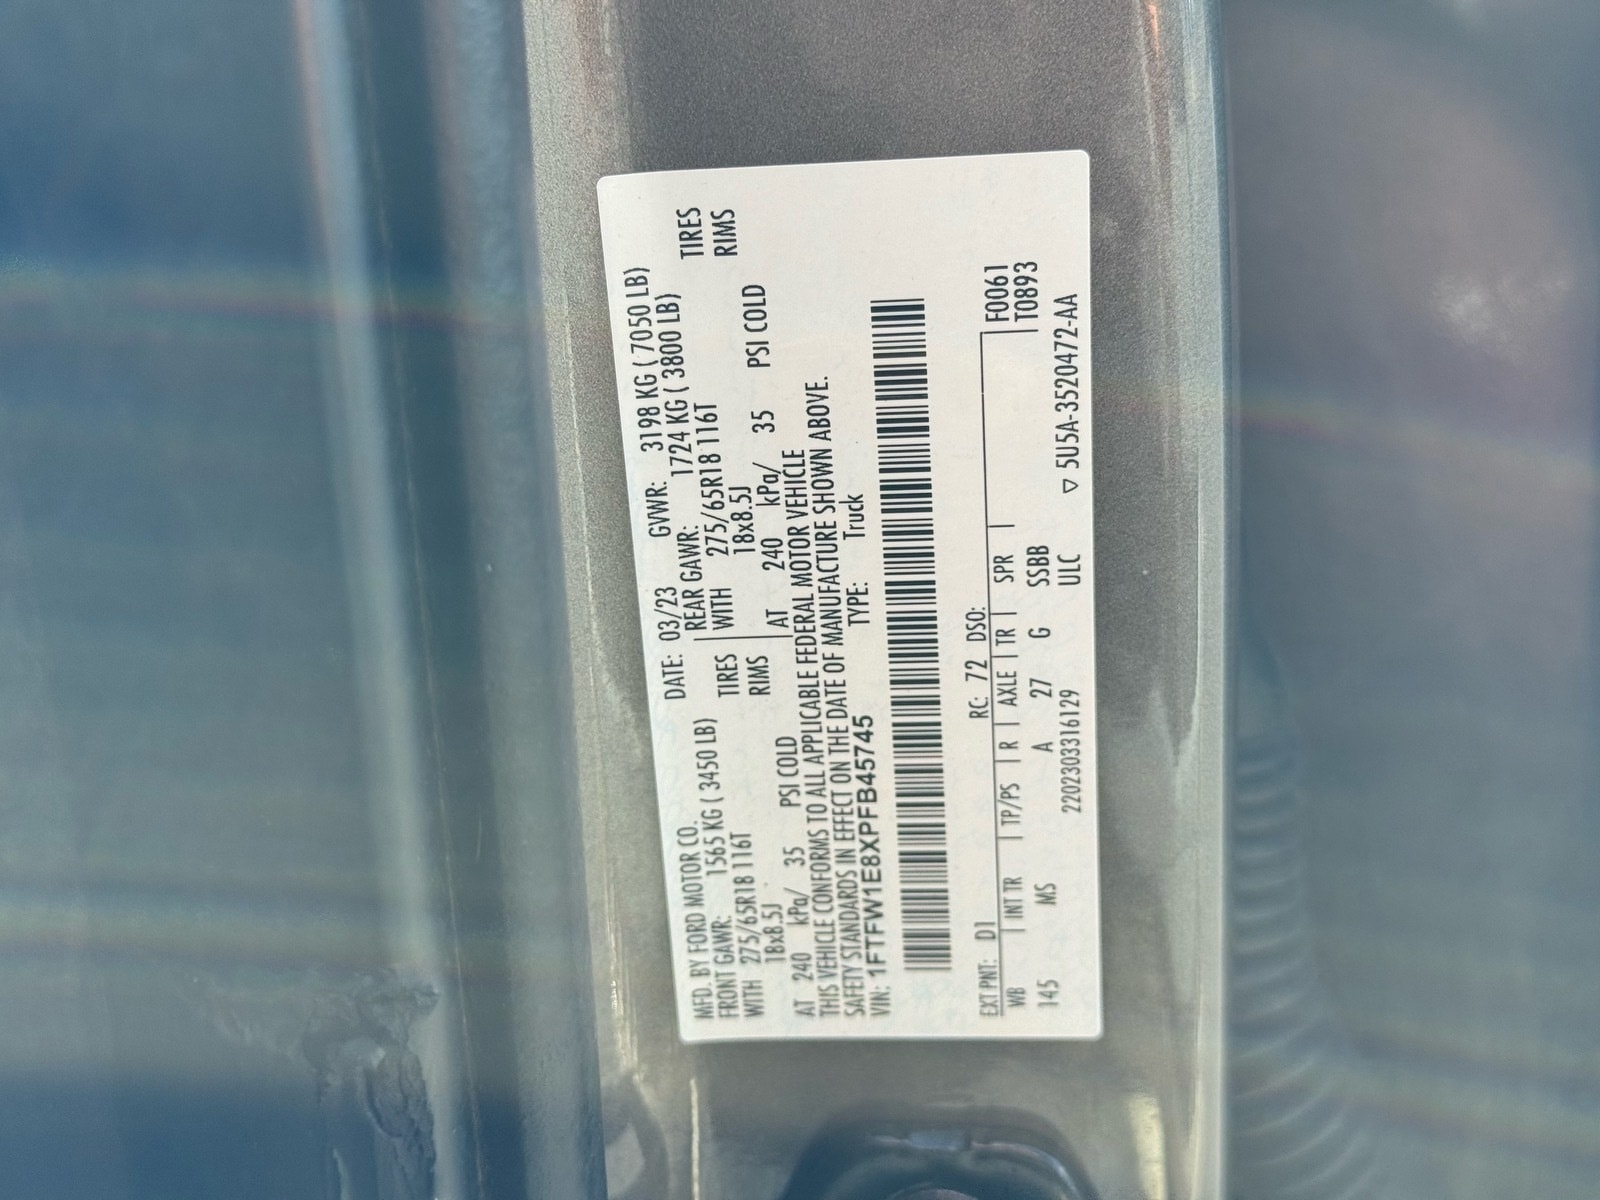 MFD. BY FORD MOTOR CO. DATE: 03/23 GVWR: 3198 KG ( 7050 LB)
FRONT GAWR: 1565 KG ( 3450 LB) REAR GAWR: 1724 KG ( 3800 LB)
WITH 275/65R18 116T TIRES WITH 275/65R18 116T TIRES
18x8.5J RIMS 18x8.5J RIMS
AT 240 kPa/ 35 PSI COLD AT 240 kPa/ 35 PSI COLD
THIS VEHICLE CONFORMS TO ALL APPLICABLE FEDERAL MOTOR VEHICLE
SAFETY STANDARDS IN EFFECT ON THE DATE OF MANUFACTURE SHOWN ABOVE.
VIN: 1FTFW1E8XPFB45745 TYPE: Truck
EXT PNT: D1 RC: 72 DSO:
WB INT TR TP/PS R AXLE TR SPR F0061
145 MS A 27 G SSBB T0893
220230316129 ULC ▽ 5U5A-3520472-AA